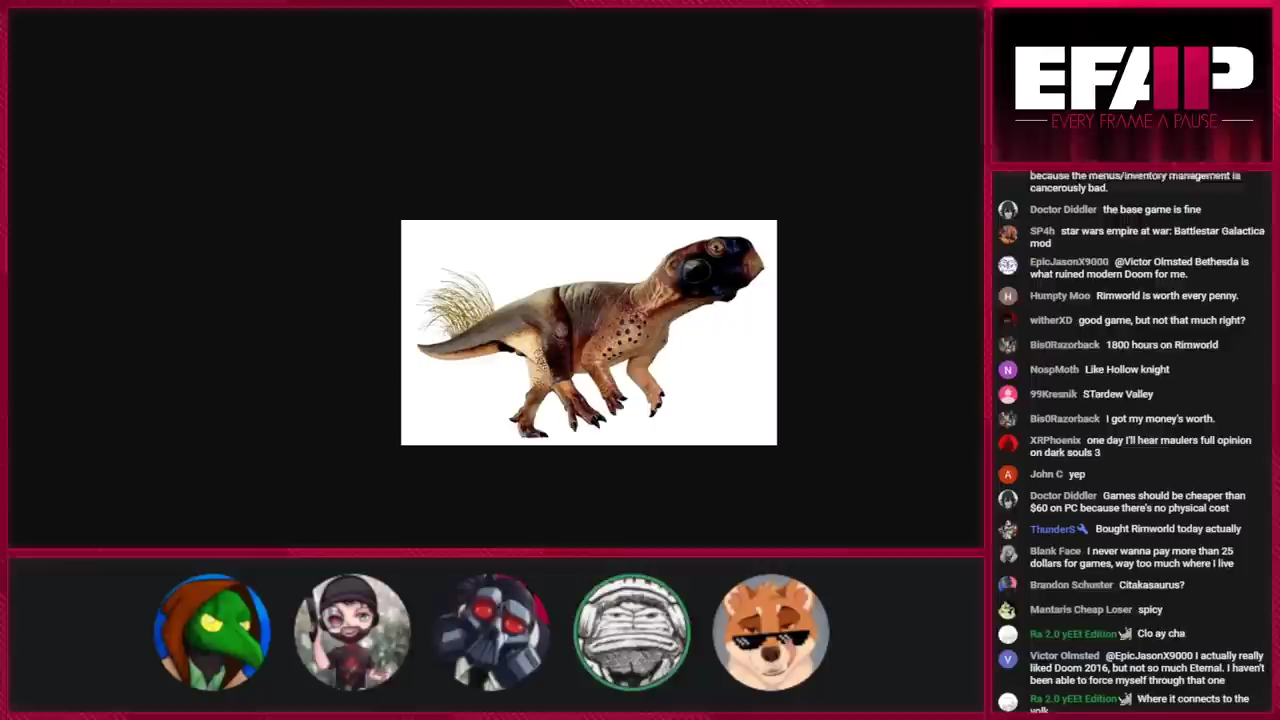 EFAP
EVERY FRAME A PAUSE
because the menus/inventory management is
cancerously bad.
Doctor Diddler the base game is fine
SP4h star wars empire at war: Battlestar Galactica
mod
EpicJasonX9000 @Victor Olmsted Bethesda is
what ruined modern Doom for me.
H Humpty Moo Rimworld is worth every penny.
witherXD good game, but not that much right?
Bis0Razorback 1800 hours on Rimworld
N NospMoth Like Hollow knight
99Kresnik STardew Valley
Bis0Razorback I got my money's worth.
XRPhoenix one day I'll hear maulers full opinion
on dark souls 3
A John C yep
Doctor Diddler Games should be cheaper than
$60 on PC because there's no physical cost
ThunderS Bought Rimworld today actually
Blank Face I never wanna pay more than 25
dollars for games, way too much where I live
Brandon Schuster Citakasaurus?
Mantaris Cheap Loser spicy
Ra 2.0 yEEt Edition Clo ay cha
V Victor Olmsted @EpicJasonX9000 I actually really
liked Doom 2016, but not so much Eternal. I haven't
been able to force myself through that one
Ra 2.0 yEEt Edition Where it connects to the
yolk